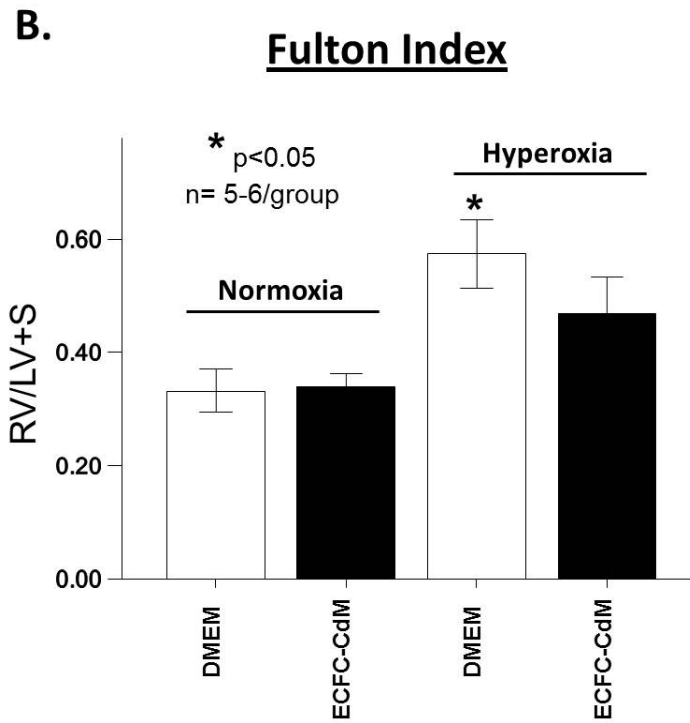 B.
Fulton Index
* p<0.05
n= 5-6/group
Hyperoxia
*
Normoxia
RV/LV+S
0.60
0.40
0.20
0.00
DMEM
ECFC-CdM
DMEM
ECFC-CdM